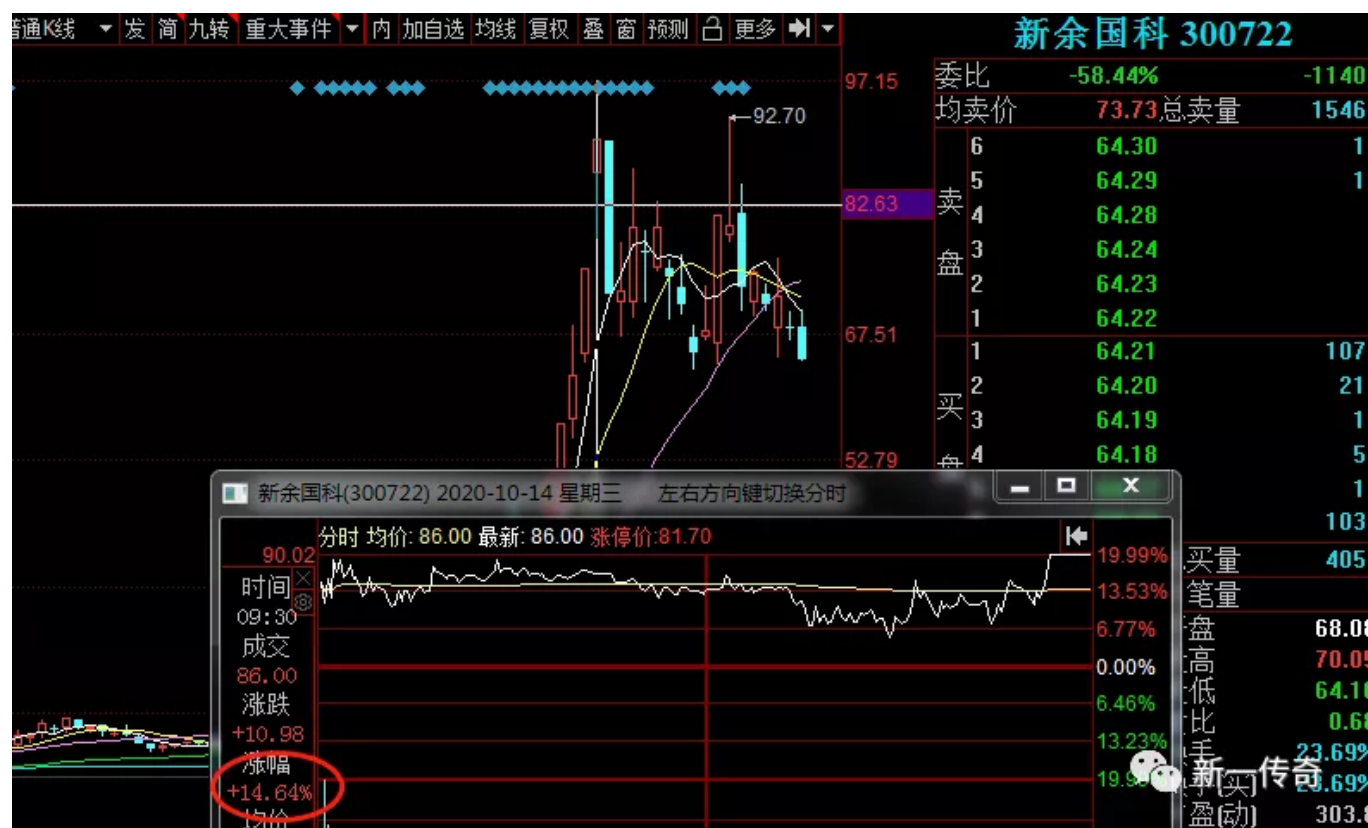 普通K线 发 简 九转 重大事件 内 加自选 均线 复权 叠 窗 预测 更多
新余国科 300722
97.15
92.70
82.63
67.51
52.79
委比 -58.44% -1140
均卖价 73.73 总卖量 1546
卖盘
6 64.30 1
5 64.29 1
4 64.28
3 64.24
2 64.23
1 64.22
买盘
1 64.21 107
2 64.20 21
3 64.19 1
4 64.18 5
1
103
买量 405
笔量
盘 68.08
高 70.05
低 64.10
比 0.68
手 23.69%
(买) 23.69%
盈(动) 303.8
新余国科(300722) 2020-10-14 星期三 左右方向键切换分时
分时 均价: 86.00 最新: 86.00 涨停价:81.70
90.02
时间
09:30
成交
86.00
涨跌
+10.98
涨幅
+14.64%
均价
19.99%
13.53%
6.77%
0.00%
6.46%
13.23%
新一传奇